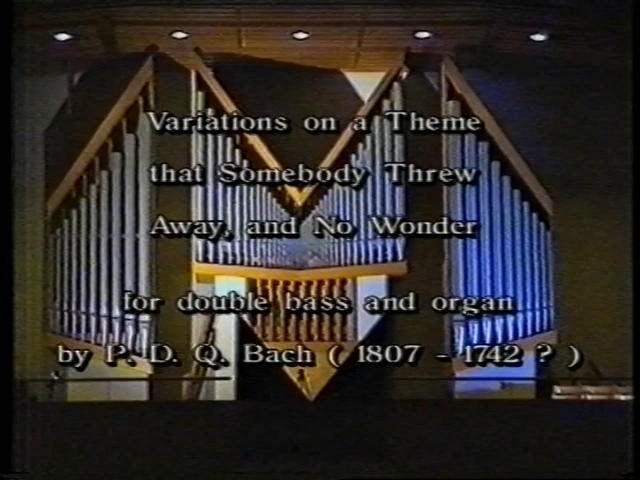 Variations on a Theme
that Somebody Threw
Away, and No Wonder
for double bass and organ
by P. D. Q. Bach ( 1807 - 1742 ? )